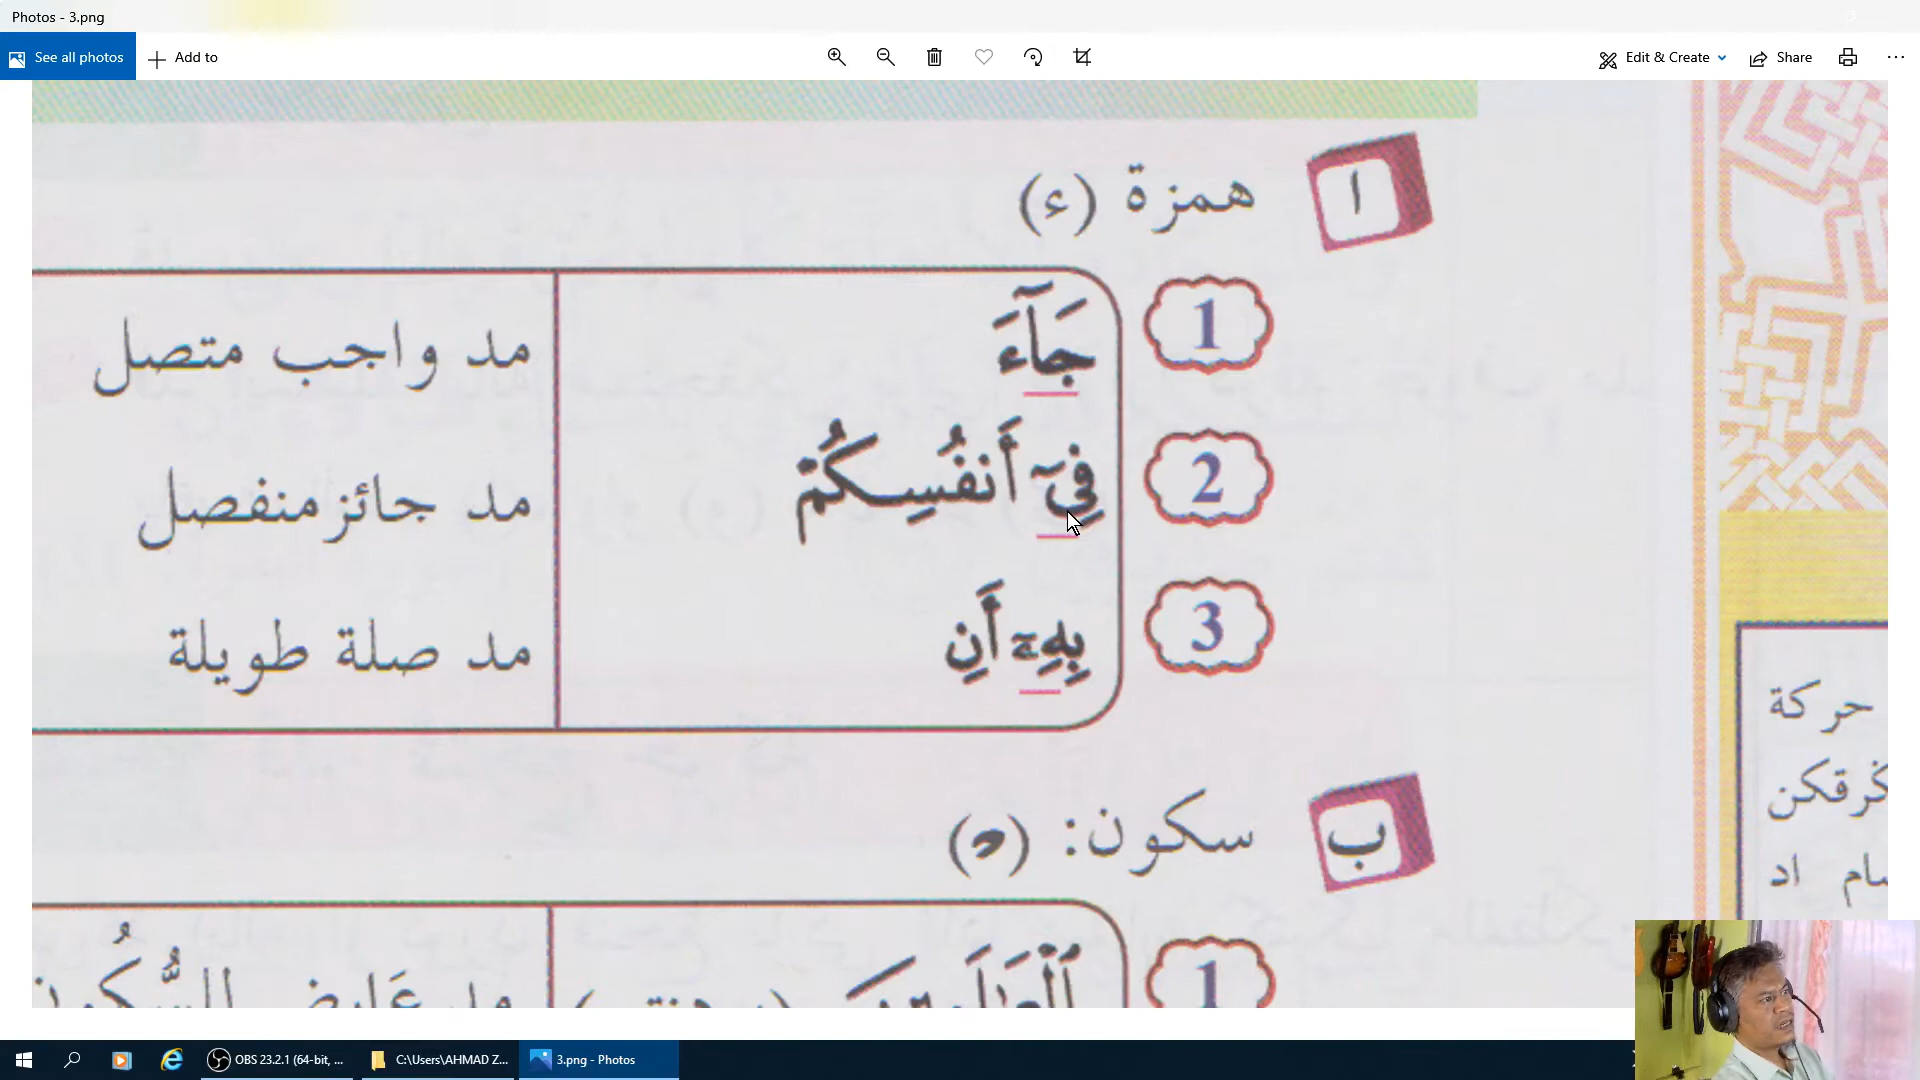 Photos - 3.png
See all photos
Add to
Edit & Create
Share
ا
همزة (ء)
1
جَآءَ
مد واجب متصل
2
فِيٓ أَنفُسِكُمْ
مد جائز منفصل
3
بِهِۦٓ أَنِ
مد صلة طويلة
ب
سكون:
حركة
اد
1
OBS 23.2.1 (64-bit, ...
C:\Users\AHMAD Z...
3.png - Photos